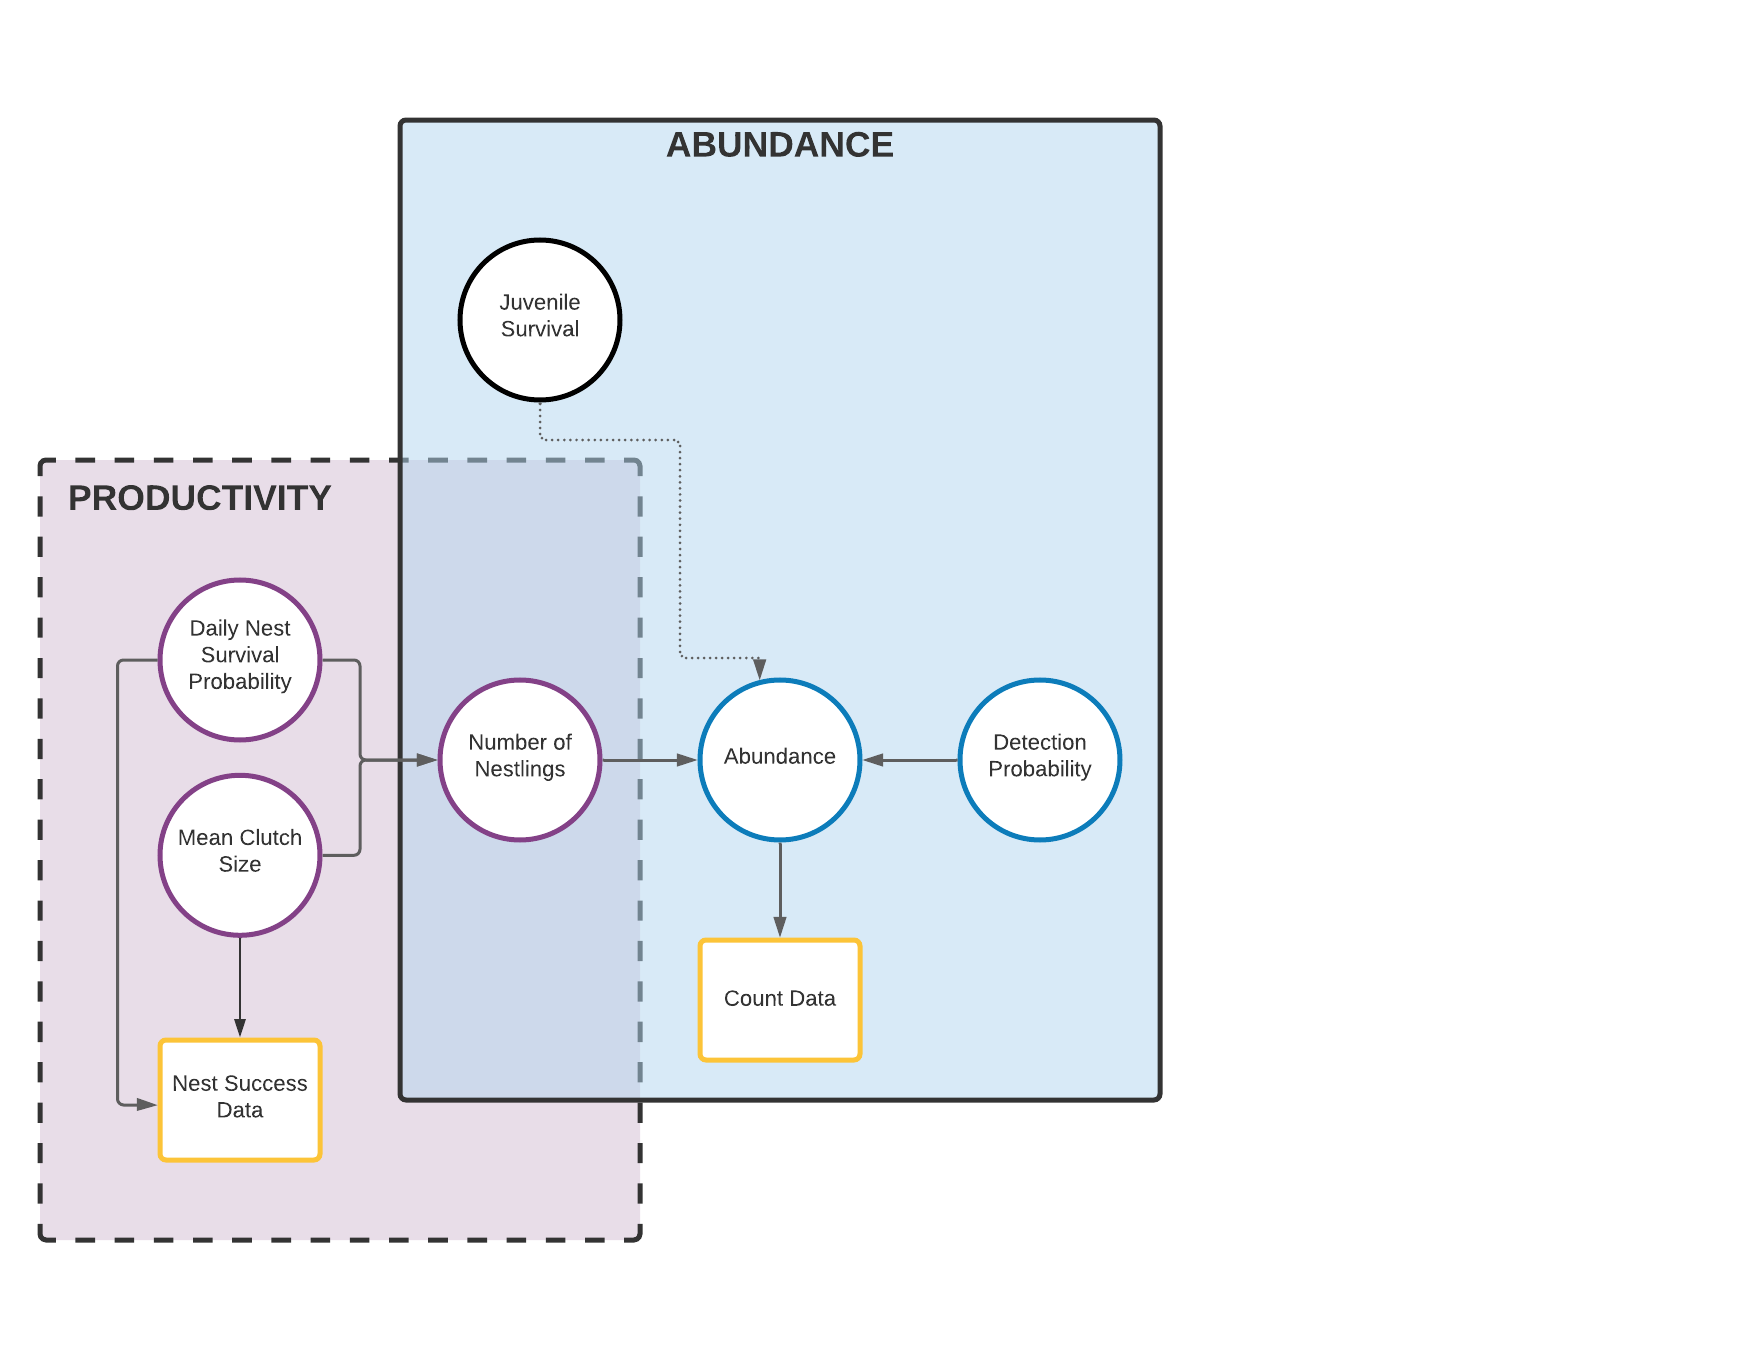 ABUNDANCE
Juvenile
Survival
PRODUCTIVITY
Daily Nest
Survival
Probability
Mean Clutch
Size
Number of
Nestlings
Abundance
Detection
Probability
Count Data
Nest Success
Data